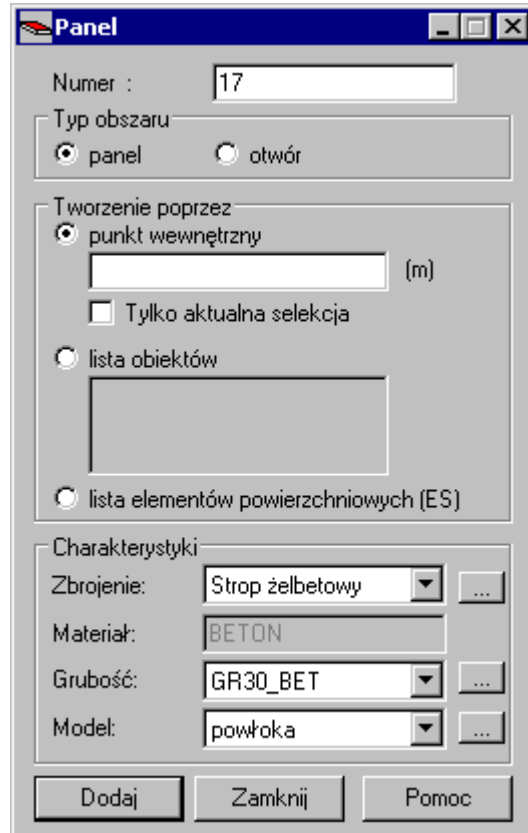 Panel
Numer : 17
Typ obszaru
panel otwór
Tworzenie poprzez
punkt wewnętrzny
(m)
Tylko aktualna selekcja
lista obiektów
lista elementów powierzchniowych (ES)
Charakterystyki
Zbrojenie: Strop żelbetowy ...
Materiał: BETON
Grubość: GR30_BET ...
Model: powłoka ...
Dodaj Zamknij Pomoc